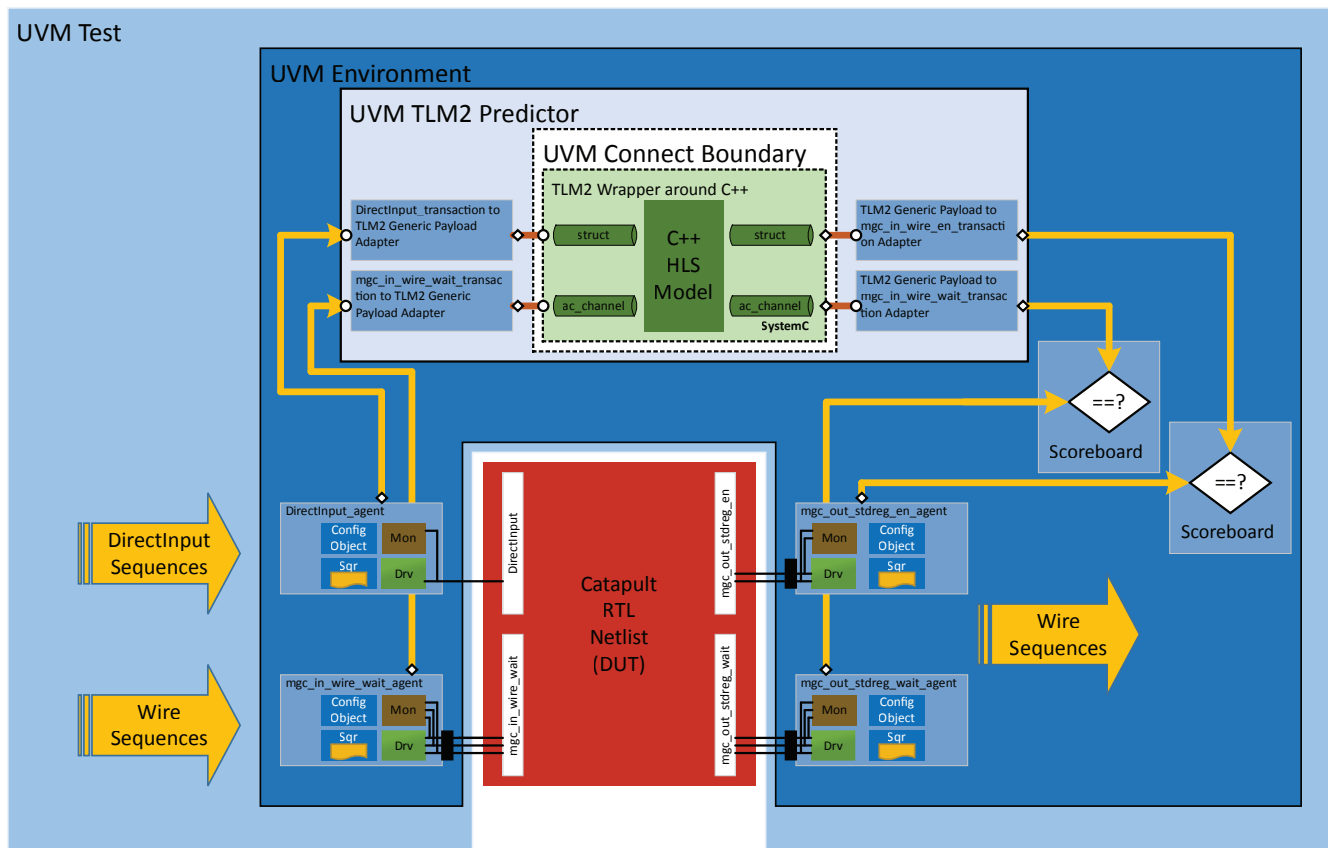 UVM Test
UVM Environment
UVM TLM2 Predictor
UVM Connect Boundary
TLM2 Wrapper around C++
DirectInput_transaction to
TLM2 Generic Payload
Adapter
struct
C++
HLS
Model
struct
TLM2 Generic Payload to
mgc_in_wire_en_transacti
on Adapter
mgc_in_wire_wait_transac
tion to TLM2 Generic
Payload Adapter
ac_channel
ac_channel
SystemC
TLM2 Generic Payload to
mgc_in_wire_wait_transac
tion Adapter
==?
Scoreboard
==?
Scoreboard
DirectInput
Sequences
DirectInput_agent
Config
Object
Mon
Sqr
Drv
DirectInput
Catapult
RTL
Netlist
(DUT)
mgc_out_stdreg_en
mgc_out_stdreg_en_agent
Mon
Config
Object
Drv
Sqr
Wire
Sequences
Wire
Sequences
mgc_in_wire_wait_agent
Config
Object
Mon
Sqr
Drv
mgc_in_wire_wait
mgc_out_stdreg_wait
mgc_out_stdreg_wait_agent
Mon
Config
Object
Drv
Sqr